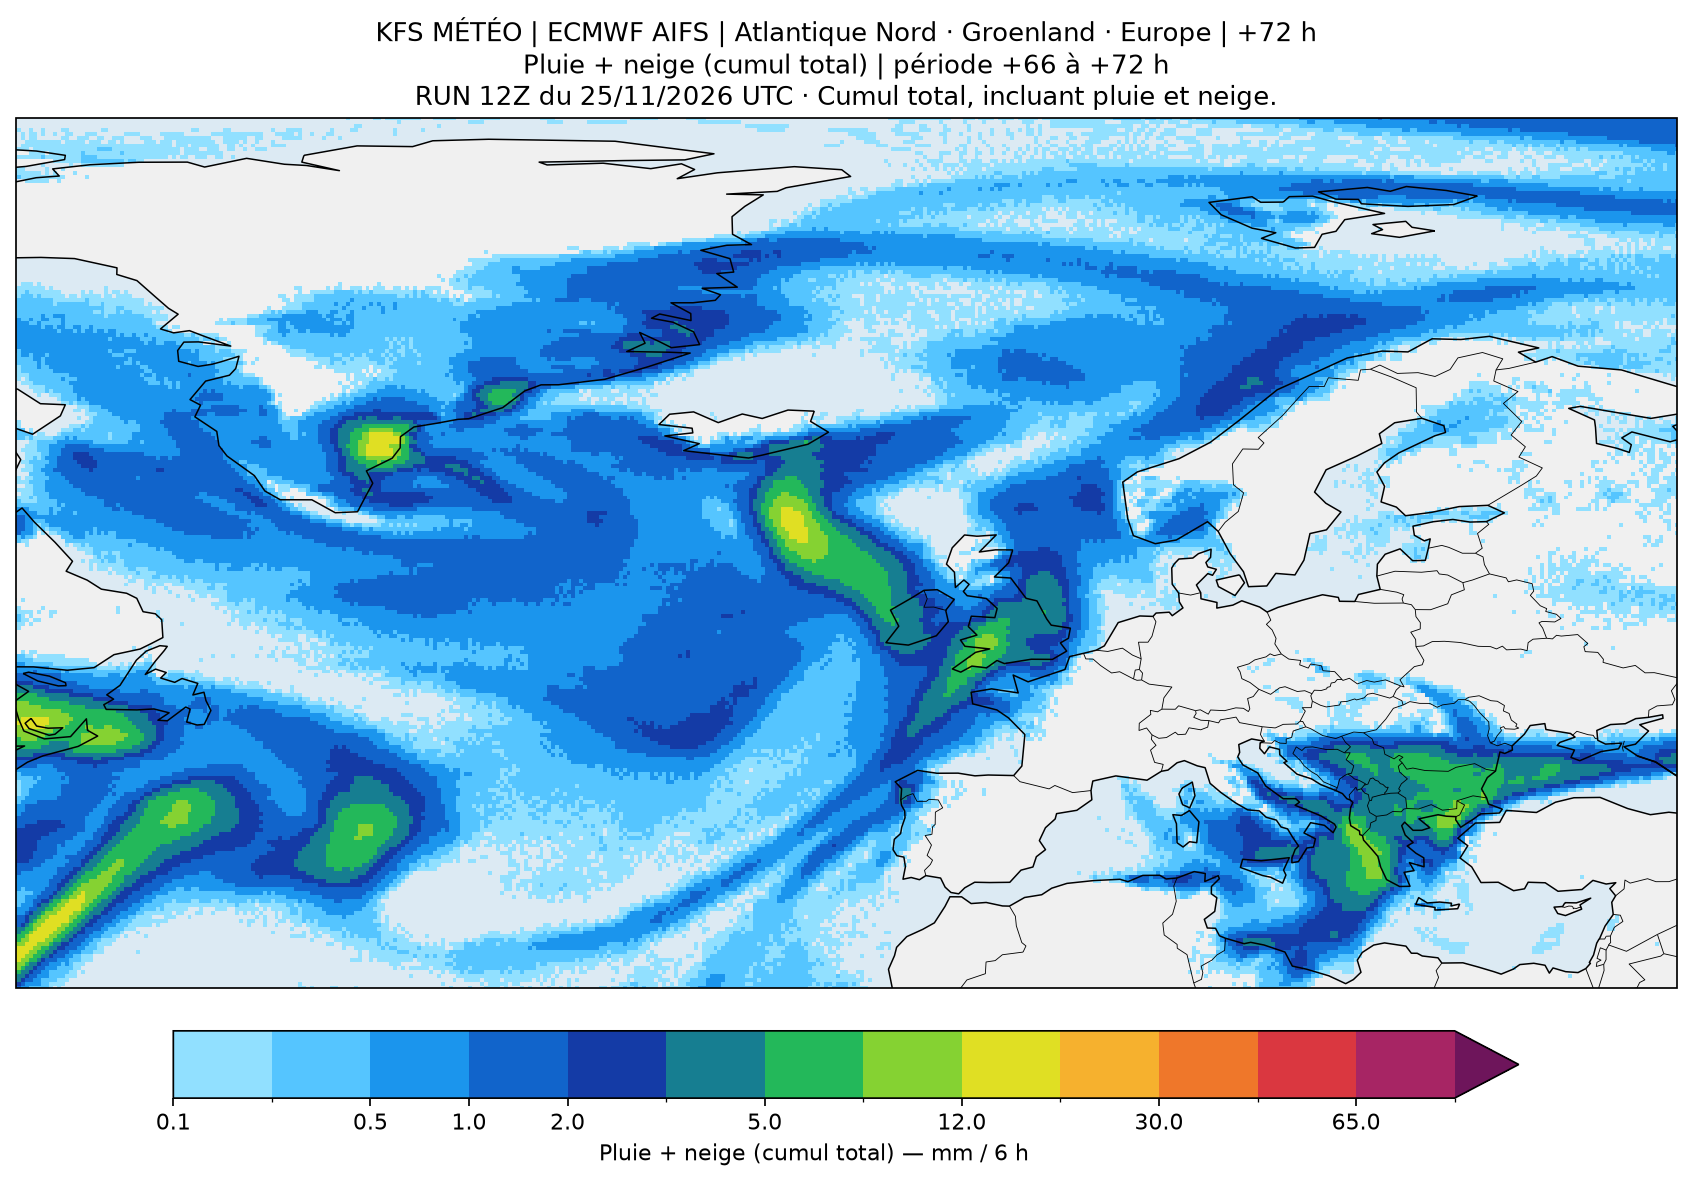 KFS MÉTÉO | ECMWF AIFS | Atlantique Nord · Groenland · Europe | +72 h
Pluie + neige (cumul total) | période +66 à +72 h
RUN 12Z du 25/11/2026 UTC · Cumul total, incluant pluie et neige.
0.1 0.5 1.0 2.0 5.0 12.0 30.0 65.0
Pluie + neige (cumul total) — mm / 6 h